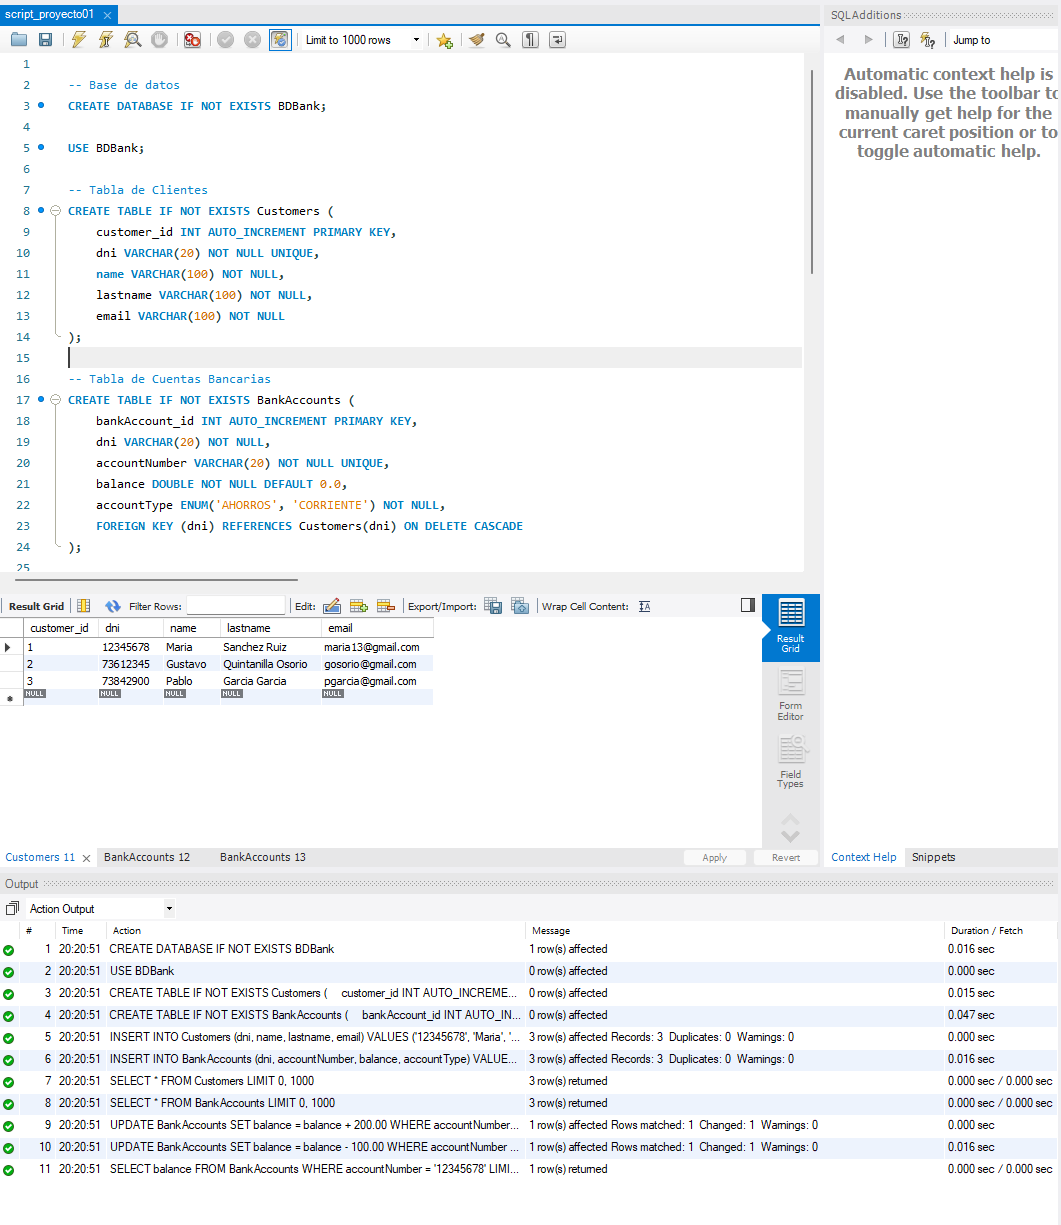 script_proyecto01
SQLAdditions
Limit to 1000 rows
Jump to
1
2 -- Base de datos
3 CREATE DATABASE IF NOT EXISTS BDBank;
4
5 USE BDBank;
6
7 -- Tabla de Clientes
8 CREATE TABLE IF NOT EXISTS Customers (
9 customer_id INT AUTO_INCREMENT PRIMARY KEY,
10 dni VARCHAR(20) NOT NULL UNIQUE,
11 name VARCHAR(100) NOT NULL,
12 lastname VARCHAR(100) NOT NULL,
13 email VARCHAR(100) NOT NULL
14 );
15
16 -- Tabla de Cuentas Bancarias
17 CREATE TABLE IF NOT EXISTS BankAccounts (
18 bankAccount_id INT AUTO_INCREMENT PRIMARY KEY,
19 dni VARCHAR(20) NOT NULL,
20 accountNumber VARCHAR(20) NOT NULL UNIQUE,
21 balance DOUBLE NOT NULL DEFAULT 0.0,
22 accountType ENUM('AHORROS', 'CORRIENTE') NOT NULL,
23 FOREIGN KEY (dni) REFERENCES Customers(dni) ON DELETE CASCADE
24 );
25
Automatic context help is
disabled. Use the toolbar to
manually get help for the
current caret position or to
toggle automatic help.
Result Grid Filter Rows: Edit: Export/Import: Wrap Cell Content:
customer_id dni name lastname email
1 12345678 Maria Sanchez Ruiz maria13@gmail.com
2 73612345 Gustavo Quintanilla Osorio gosorio@gmail.com
3 73842900 Pablo Garcia Garcia pgarcia@gmail.com
NULL NULL NULL NULL NULL
Result
Grid
Form
Editor
Field
Types
Customers 11 BankAccounts 12 BankAccounts 13 Apply Revert
Context Help Snippets
Output
Action Output
# Time Action Message Duration / Fetch
1 20:20:51 CREATE DATABASE IF NOT EXISTS BDBank 1 row(s) affected 0.016 sec
2 20:20:51 USE BDBank 0 row(s) affected 0.000 sec
3 20:20:51 CREATE TABLE IF NOT EXISTS Customers ( customer_id INT AUTO_INCREME... 0 row(s) affected 0.015 sec
4 20:20:51 CREATE TABLE IF NOT EXISTS BankAccounts ( bankAccount_id INT AUTO_IN... 0 row(s) affected 0.047 sec
5 20:20:51 INSERT INTO Customers (dni, name, lastname, email) VALUES ('12345678', 'Maria', '... 3 row(s) affected Records: 3 Duplicates: 0 Warnings: 0 0.000 sec
6 20:20:51 INSERT INTO BankAccounts (dni, accountNumber, balance, accountType) VALUE... 3 row(s) affected Records: 3 Duplicates: 0 Warnings: 0 0.016 sec
7 20:20:51 SELECT * FROM Customers LIMIT 0, 1000 3 row(s) returned 0.000 sec / 0.000 sec
8 20:20:51 SELECT * FROM BankAccounts LIMIT 0, 1000 3 row(s) returned 0.000 sec / 0.000 sec
9 20:20:51 UPDATE BankAccounts SET balance = balance + 200.00 WHERE accountNumber... 1 row(s) affected Rows matched: 1 Changed: 1 Warnings: 0 0.000 sec
10 20:20:51 UPDATE BankAccounts SET balance = balance - 100.00 WHERE accountNumber ... 1 row(s) affected Rows matched: 1 Changed: 1 Warnings: 0 0.016 sec
11 20:20:51 SELECT balance FROM BankAccounts WHERE accountNumber = '12345678' LIMI... 1 row(s) returned 0.000 sec / 0.000 sec